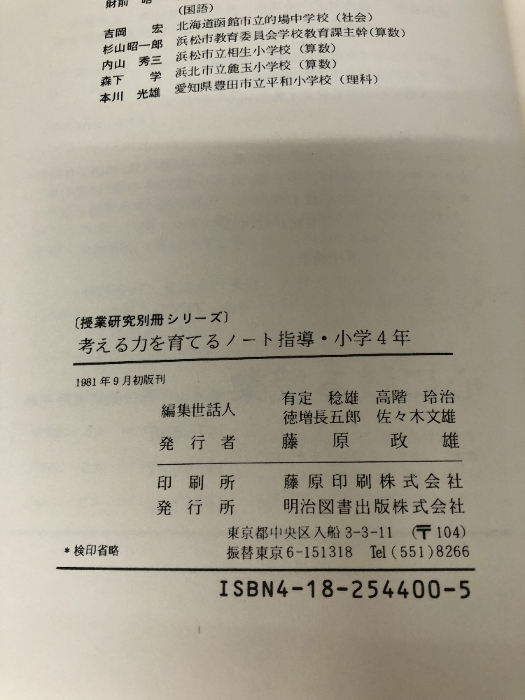 財前
(国語)
吉岡 宏 北海道函館市立的場中学校（社会）
杉山昭一郎 浜松市教育委員会学校教育課主幹(算数)
内山 秀三 浜松市立相生小学校（算数）
森下 学 浜北市立麁玉小学校（算数）
本川 光雄 愛知県豊田市立平和小学校（理科）
〔授業研究別冊シリーズ〕
考える力を育てるノート指導・小学4年
1981年9月初版刊
編集世話人 有定 稔雄 高階 玲治
徳増長五郎 佐々木文雄
発行者 藤原政雄
印刷所 藤原印刷株式会社
発行所 明治図書出版株式会社
東京都中央区入船3-3-11 (〒104)
*検印省略 振替東京6-151318 Tel (551)8266
ISBN4-18-254400-5